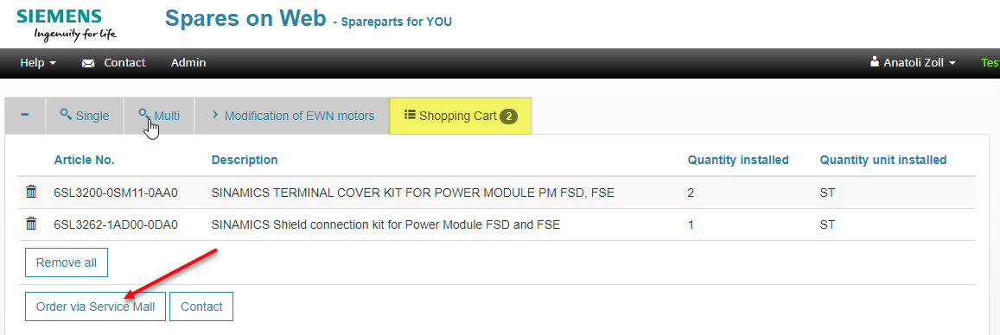 SIEMENS
Ingenuity for life
Spares on Web - Spareparts for YOU
Help Contact Admin Anatoli Zoll Tes
Single Multi Modification of EWN motors Shopping Cart 2
Article No. Description Quantity installed Quantity unit installed
6SL3200-0SM11-0AA0 SINAMICS TERMINAL COVER KIT FOR POWER MODULE PM FSD, FSE 2 ST
6SL3262-1AD00-0DA0 SINAMICS Shield connection kit for Power Module FSD and FSE 1 ST
Remove all
Order via Service Mall Contact